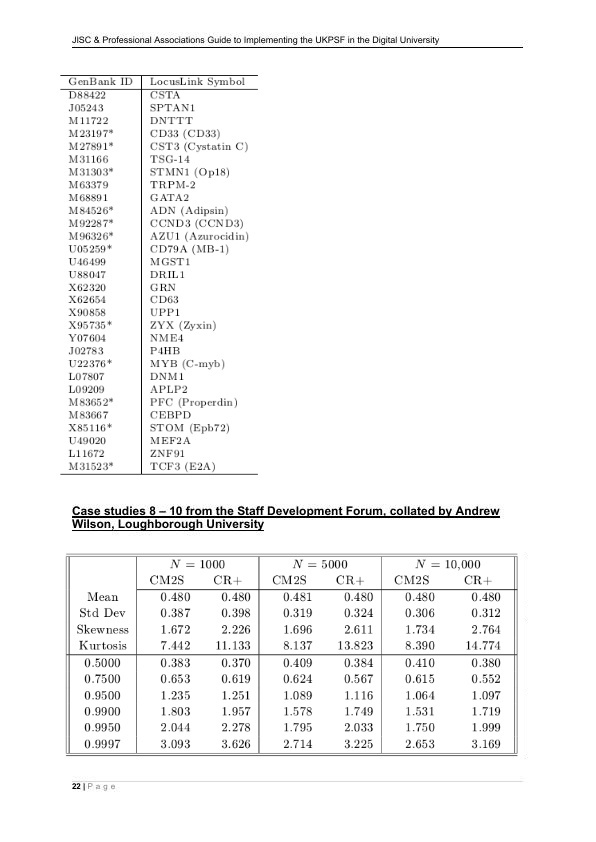 JISC & Professional Associations Guide to Implementing the UKPSF in the Digital University
GenBank ID LocusLink Symbol
D88422 CSTA
J05243 SPTAN1
M11722 DNTTT
M23197* CD33 (CD33)
M27891* CST3 (Cystatin C)
M31166 TSG-14
M31303* STMN1 (Op18)
M63379 TRPM-2
M68891 GATA2
M84526* ADN (Adipsin)
M92287* CCND3 (CCND3)
M96326* AZU1 (Azurocidin)
U05259* CD79A (MB-1)
U46499 MGST1
U88047 DRIL1
X62320 GRN
X62654 CD63
X90858 UPP1
X95735* ZYX (Zyxin)
Y07604 NME4
J02783 P4HB
U22376* MYB (C-myb)
L07807 DNM1
L09209 APLP2
M83652* PFC (Properdin)
M83667 CEBPD
X85116* STOM (Epb72)
U49020 MEF2A
L11672 ZNF91
M31523* TCF3 (E2A)
Case studies 8 – 10 from the Staff Development Forum, collated by Andrew
Wilson, Loughborough University
N = 1000 N = 5000 N = 10,000
CM2S CR+ CM2S CR+ CM2S CR+
Mean 0.480 0.480 0.481 0.480 0.480 0.480
Std Dev 0.387 0.398 0.319 0.324 0.306 0.312
Skewness 1.672 2.226 1.696 2.611 1.734 2.764
Kurtosis 7.442 11.133 8.137 13.823 8.390 14.774
0.5000 0.383 0.370 0.409 0.384 0.410 0.380
0.7500 0.653 0.619 0.624 0.567 0.615 0.552
0.9500 1.235 1.251 1.089 1.116 1.064 1.097
0.9900 1.803 1.957 1.578 1.749 1.531 1.719
0.9950 2.044 2.278 1.795 2.033 1.750 1.999
0.9997 3.093 3.626 2.714 3.225 2.653 3.169
22 | Page